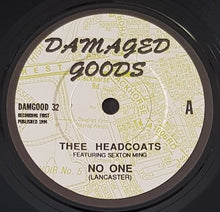 DAMAGED
GOODS
DAMGOOD 32
RECORDING FIRST
PUBLISHED 1994
A
THEE HEADCOATS
FEATURING SEXTON MING
NO ONE
(LANCASTER)